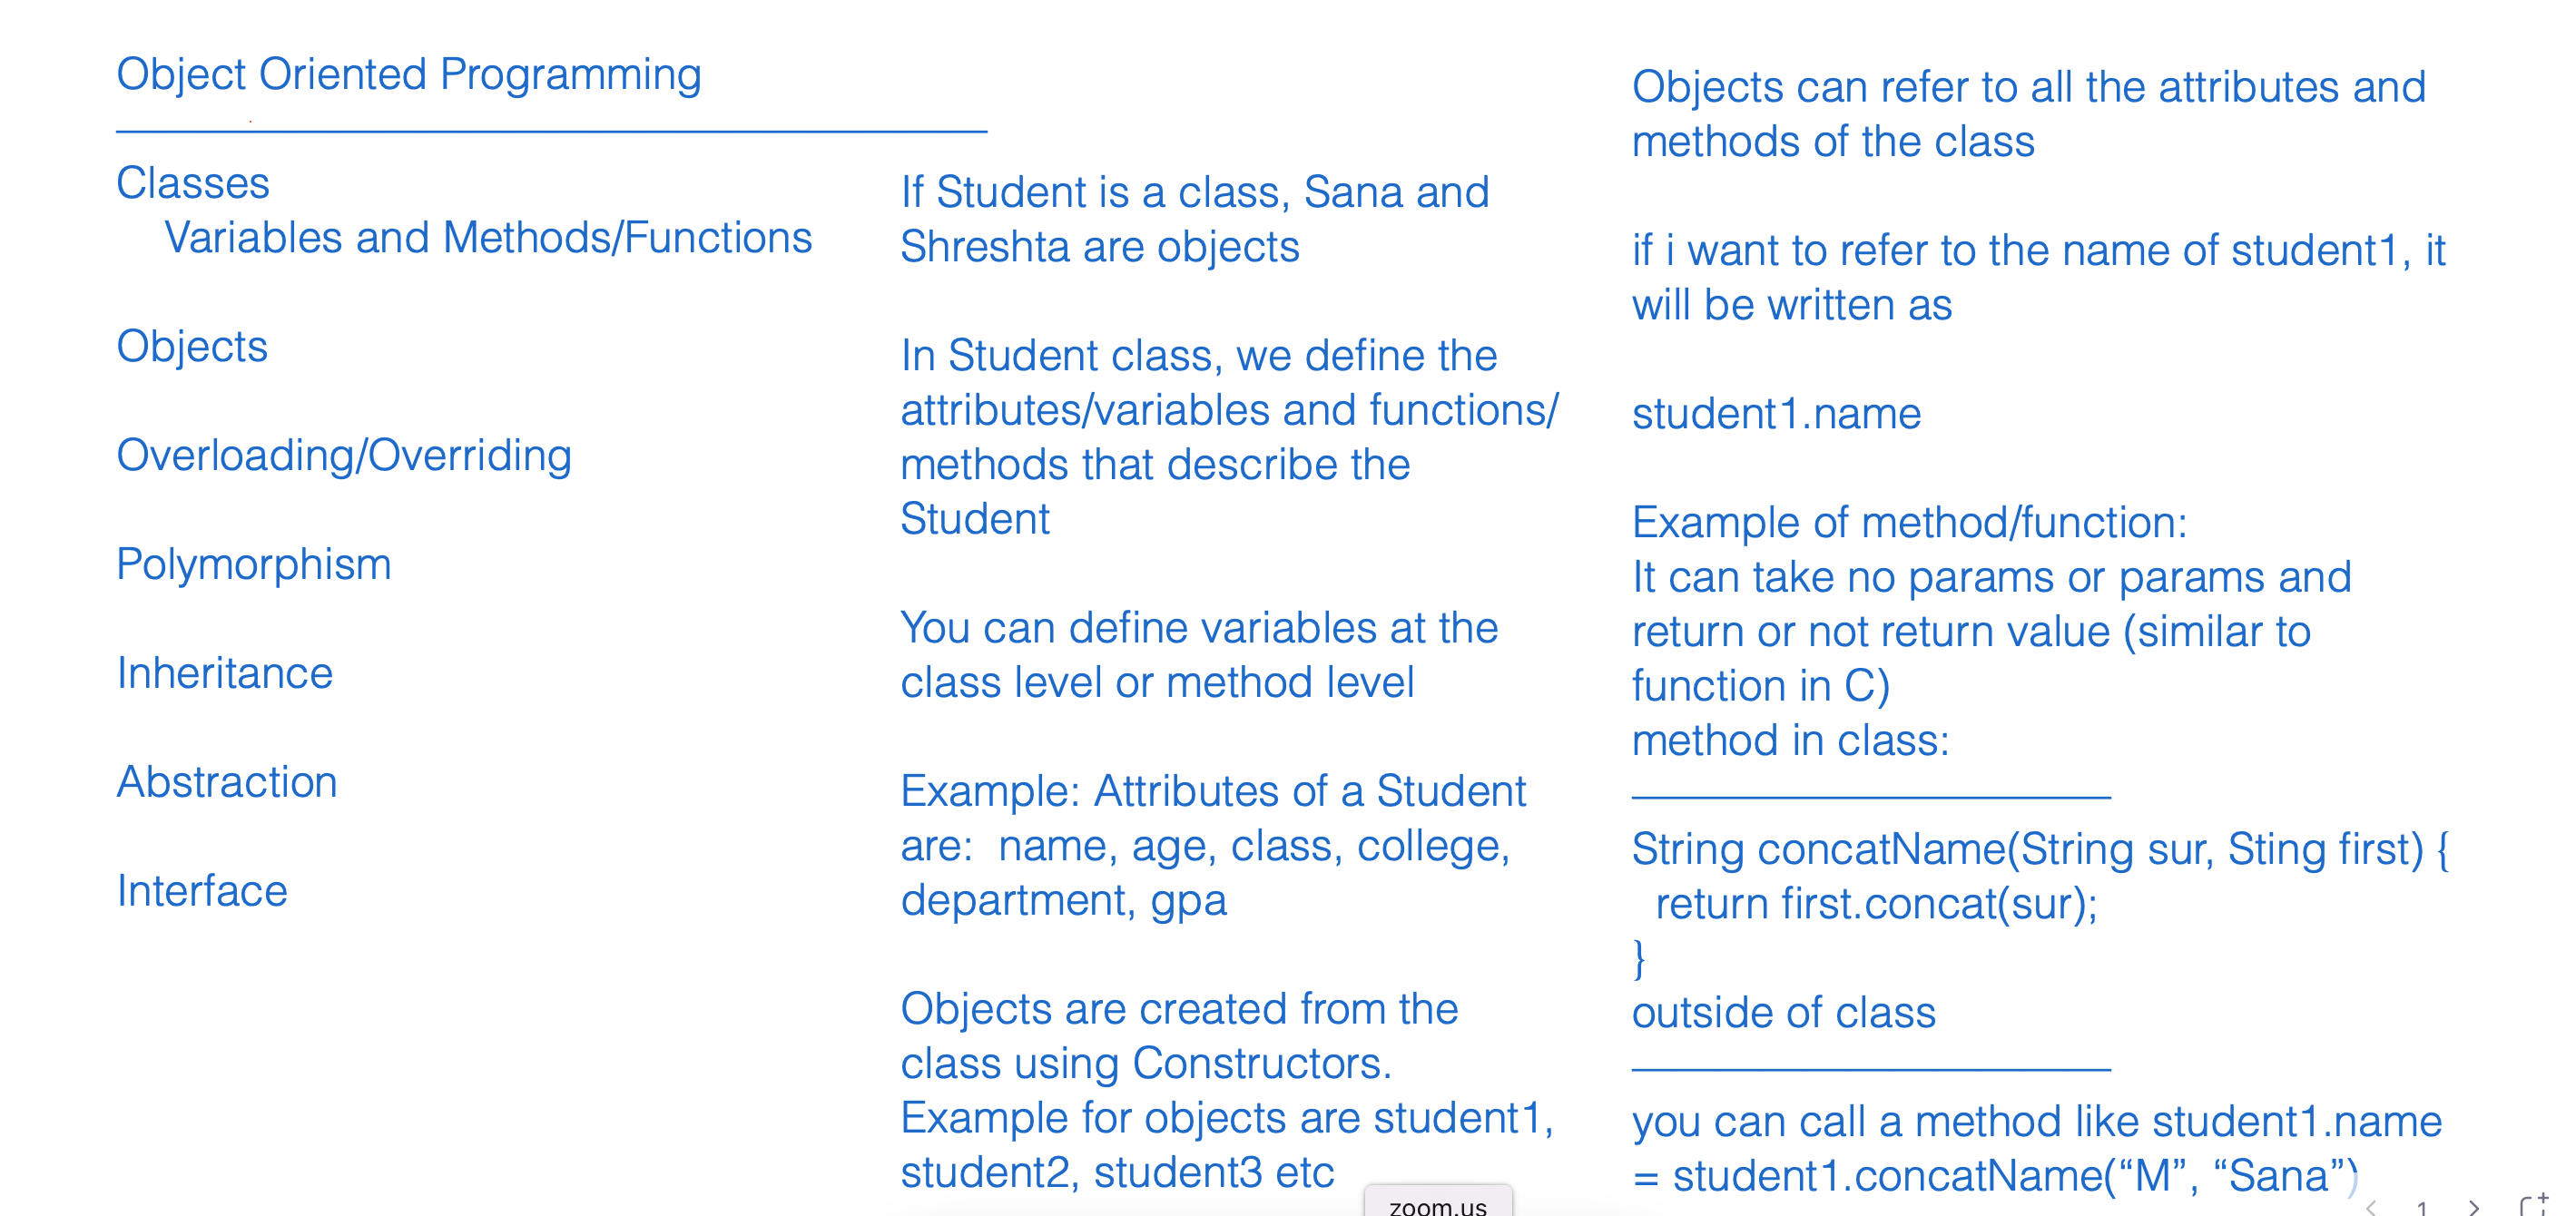 Object Oriented Programming
Classes
Variables and Methods/Functions
Objects
Overloading/Overriding
Polymorphism
Inheritance
Abstraction
Interface
If Student is a class, Sana and
Shreshta are objects
In Student class, we define the
attributes/variables and functions/
methods that describe the
Student
You can define variables at the
class level or method level
Example: Attributes of a Student
are:  name, age, class, college,
department, gpa
Objects are created from the
class using Constructors.
Example for objects are student1,
student2, student3 etc
Objects can refer to all the attributes and
methods of the class
if i want to refer to the name of student1, it
will be written as
student1.name
Example of method/function:
It can take no params or params and
return or not return value (similar to
function in C)
method in class:
String concatName(String sur, Sting first) {
return first.concat(sur);
}
outside of class
you can call a method like student1.name
= student1.concatName(“M”, “Sana”)
zoom.us
1